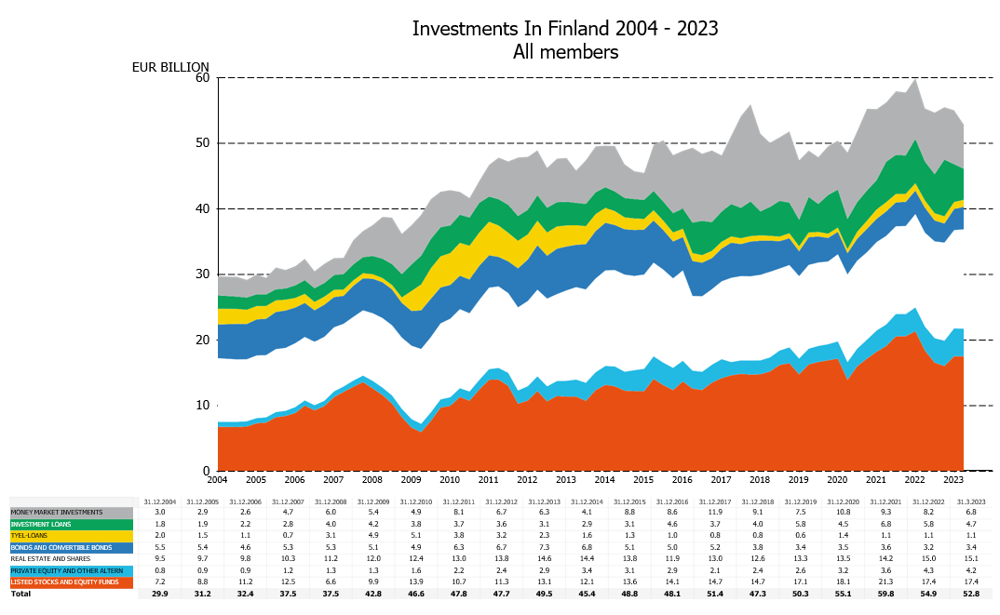 Investments In Finland 2004 - 2023
All members
EUR BILLION
60
50
40
30
20
10
0
2004 2005 2006 2007 2008 2009 2010 2011 2012 2013 2014 2015 2016 2017 2018 2019 2020 2021 2022 2023
31.12.2004 31.12.2005 31.12.2006 31.12.2007 31.12.2008 31.12.2009 31.12.2010 31.12.2011 31.12.2012 31.12.2013 31.12.2014 31.12.2015 31.12.2016 31.12.2017 31.12.2018 31.12.2019 31.12.2020 31.12.2021 31.12.2022 31.3.2023
MONEY MARKET INVESTMENTS 3.0 2.9 2.6 4.7 6.0 5.4 4.9 8.1 6.7 6.3 4.1 8.8 8.6 11.9 9.1 7.5 10.8 9.3 8.2 6.8
INVESTMENT LOANS 1.8 1.9 2.2 2.8 4.0 4.2 3.8 3.7 3.6 3.1 2.9 3.1 4.6 3.7 4.0 5.8 4.5 6.8 5.8 4.7
TYEL-LOANS 2.0 1.5 1.1 0.7 3.1 4.9 5.1 3.8 3.2 2.3 1.6 1.3 1.0 0.8 0.8 0.6 1.4 1.1 1.1 1.1
BONDS AND CONVERTIBLE BONDS 5.5 5.4 4.6 5.3 5.3 5.1 4.9 6.3 6.7 7.3 6.8 5.1 5.0 5.2 3.8 3.4 3.5 3.6 3.2 3.4
REAL ESTATE AND SHARES 9.5 9.7 9.8 10.3 11.2 12.0 12.4 13.0 13.8 14.6 14.4 13.8 11.9 13.0 12.6 13.3 13.5 14.2 15.0 15.1
PRIVATE EQUITY AND OTHER ALTERN 0.8 0.9 0.9 1.2 1.3 1.3 1.6 2.2 2.4 2.9 3.4 3.1 2.9 2.1 2.4 2.6 3.2 3.6 4.3 4.2
LISTED STOCKS AND EQUITY FUNDS 7.2 8.8 11.2 12.5 6.6 9.9 13.9 10.7 11.3 13.1 12.1 13.6 14.1 14.7 14.7 17.1 18.1 21.3 17.4 17.4
Total 29.9 31.2 32.4 37.5 37.5 42.8 46.6 47.8 47.7 49.5 45.4 48.8 48.1 51.4 47.3 50.3 55.1 59.8 54.9 52.8